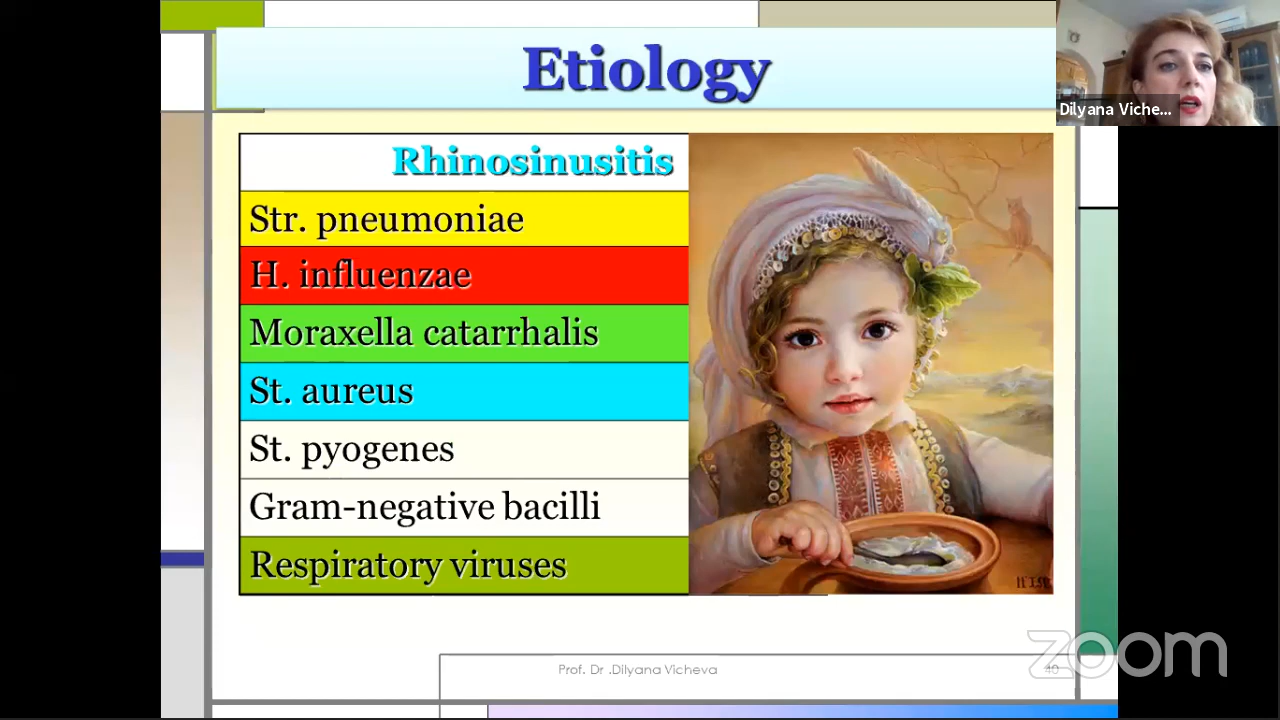 Etiology
Dilyana Viche...
Rhinosinusitis
Str. pneumoniae
H. influenzae
Moraxella catarrhalis
St. aureus
St. pyogenes
Gram-negative bacilli
Respiratory viruses
Prof. Dr .Dilyana Vicheva
zoom